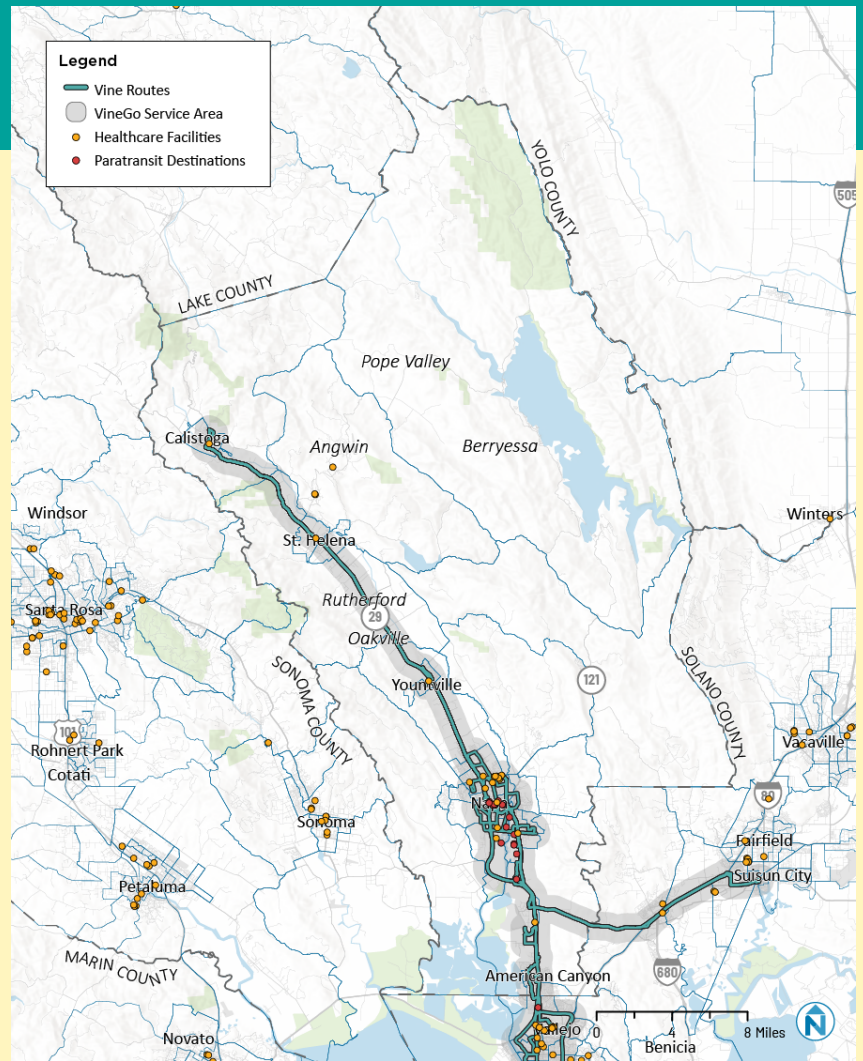 Legend
Vine Routes
VineGo Service Area
Healthcare Facilities
Paratransit Destinations
YOLO COUNTY
505
LAKE COUNTY
Pope Valley
Calistoga
Angwin
Berryessa
Windsor
Winters
St. Helena
Rutherford
Santa Rosa
29
Oakville
SONOMA COUNTY
SOLANO COUNTY
121
Yountville
101
Rohnert Park
Cotati
Vacaville
80
Napa
Sonoma
Fairfield
Suisun City
Petaluma
MARIN COUNTY
American Canyon
680
Novato
Vallejo
0 4 8 Miles
N
Benicia